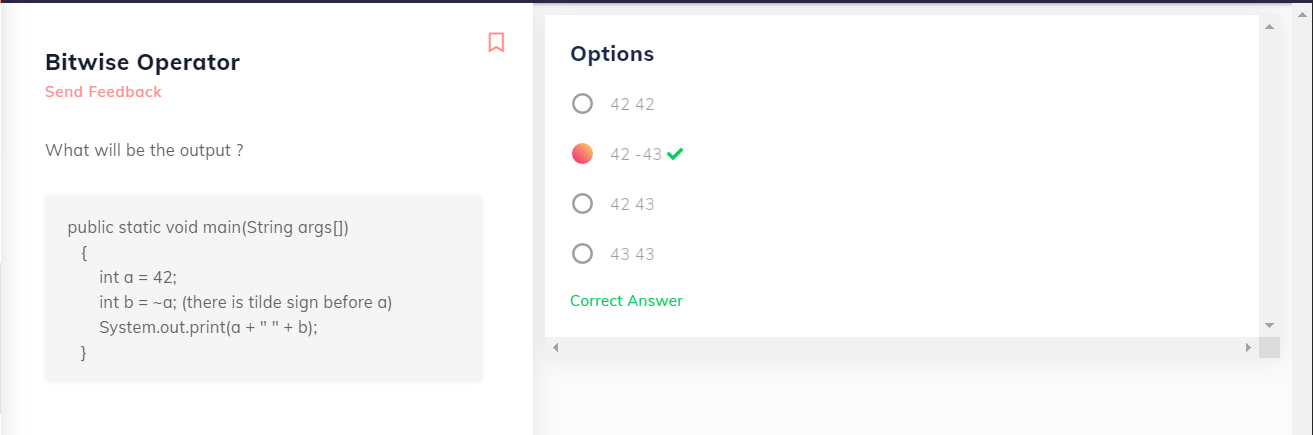 Bitwise Operator
Send Feedback
What will be the output ?
public static void main(String args[])
{
int a = 42;
int b = ~a; (there is tilde sign before a)
System.out.print(a + " " + b);
}
Options
42 42
42 -43
42 43
43 43
Correct Answer